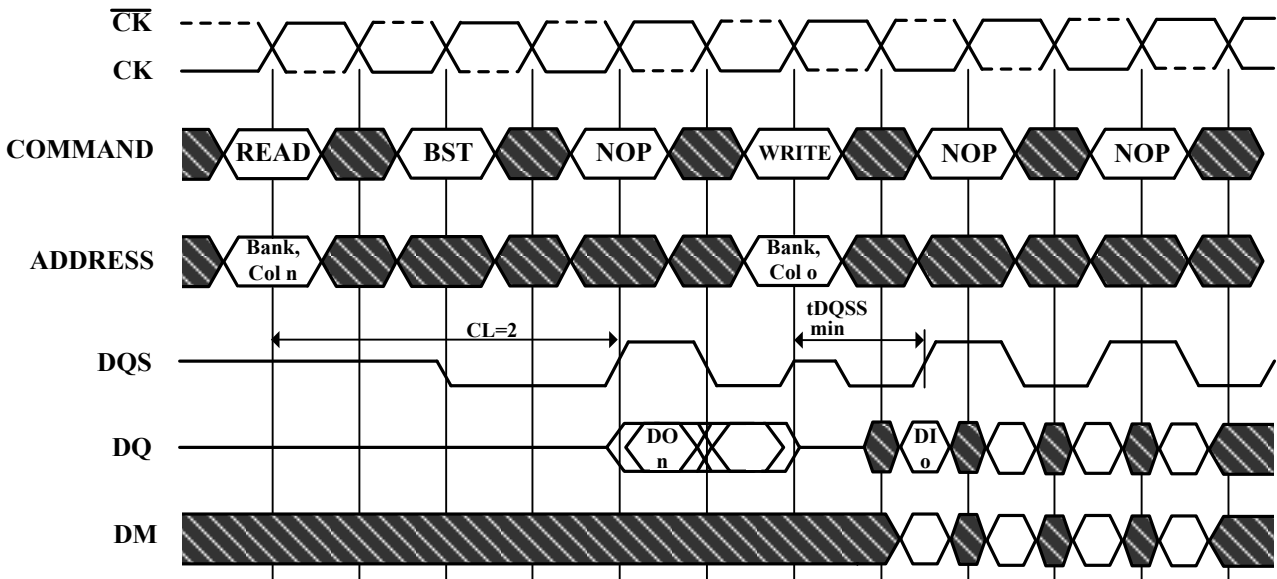 CK
CK
COMMAND
READ
BST
NOP
WRITE
NOP
NOP
ADDRESS
Bank,
Col n
Bank,
Col o
CL=2
tDQSS
min
DQS
DQ
DO
n
DI
o
DM